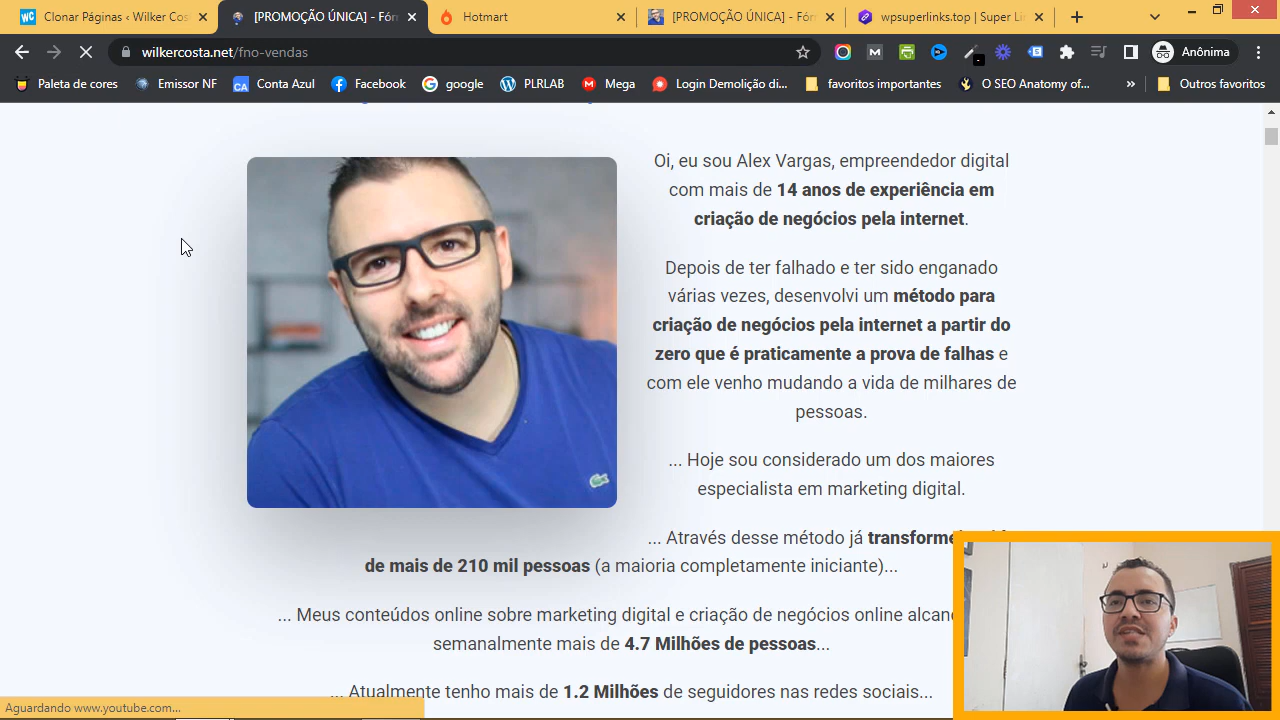 Clonar Páginas ‹ Wilker Cos
[PROMOÇÃO ÚNICA] - Fór
Hotmart
[PROMOÇÃO ÚNICA] - Fór
wpsuperlinks.top | Super Li
wilkercosta.net/fno-vendas
Anônima
Paleta de cores
Emissor NF
Conta Azul
Facebook
google
PLRLAB
Mega
Login Demolição di...
favoritos importantes
O SEO Anatomy of...
Outros favoritos
Oi, eu sou Alex Vargas, empreendedor digital
com mais de 14 anos de experiência em
criação de negócios pela internet.
Depois de ter falhado e ter sido enganado
várias vezes, desenvolvi um método para
criação de negócios pela internet a partir do
zero que é praticamente a prova de falhas e
com ele venho mudando a vida de milhares de
pessoas.
... Hoje sou considerado um dos maiores
especialista em marketing digital.
... Através desse método já transforme
de mais de 210 mil pessoas (a maioria completamente iniciante)...
... Meus conteúdos online sobre marketing digital e criação de negócios online alcan
semanalmente mais de 4.7 Milhões de pessoas...
... Atualmente tenho mais de 1.2 Milhões de seguidores nas redes sociais...
Aguardando www.youtube.com...